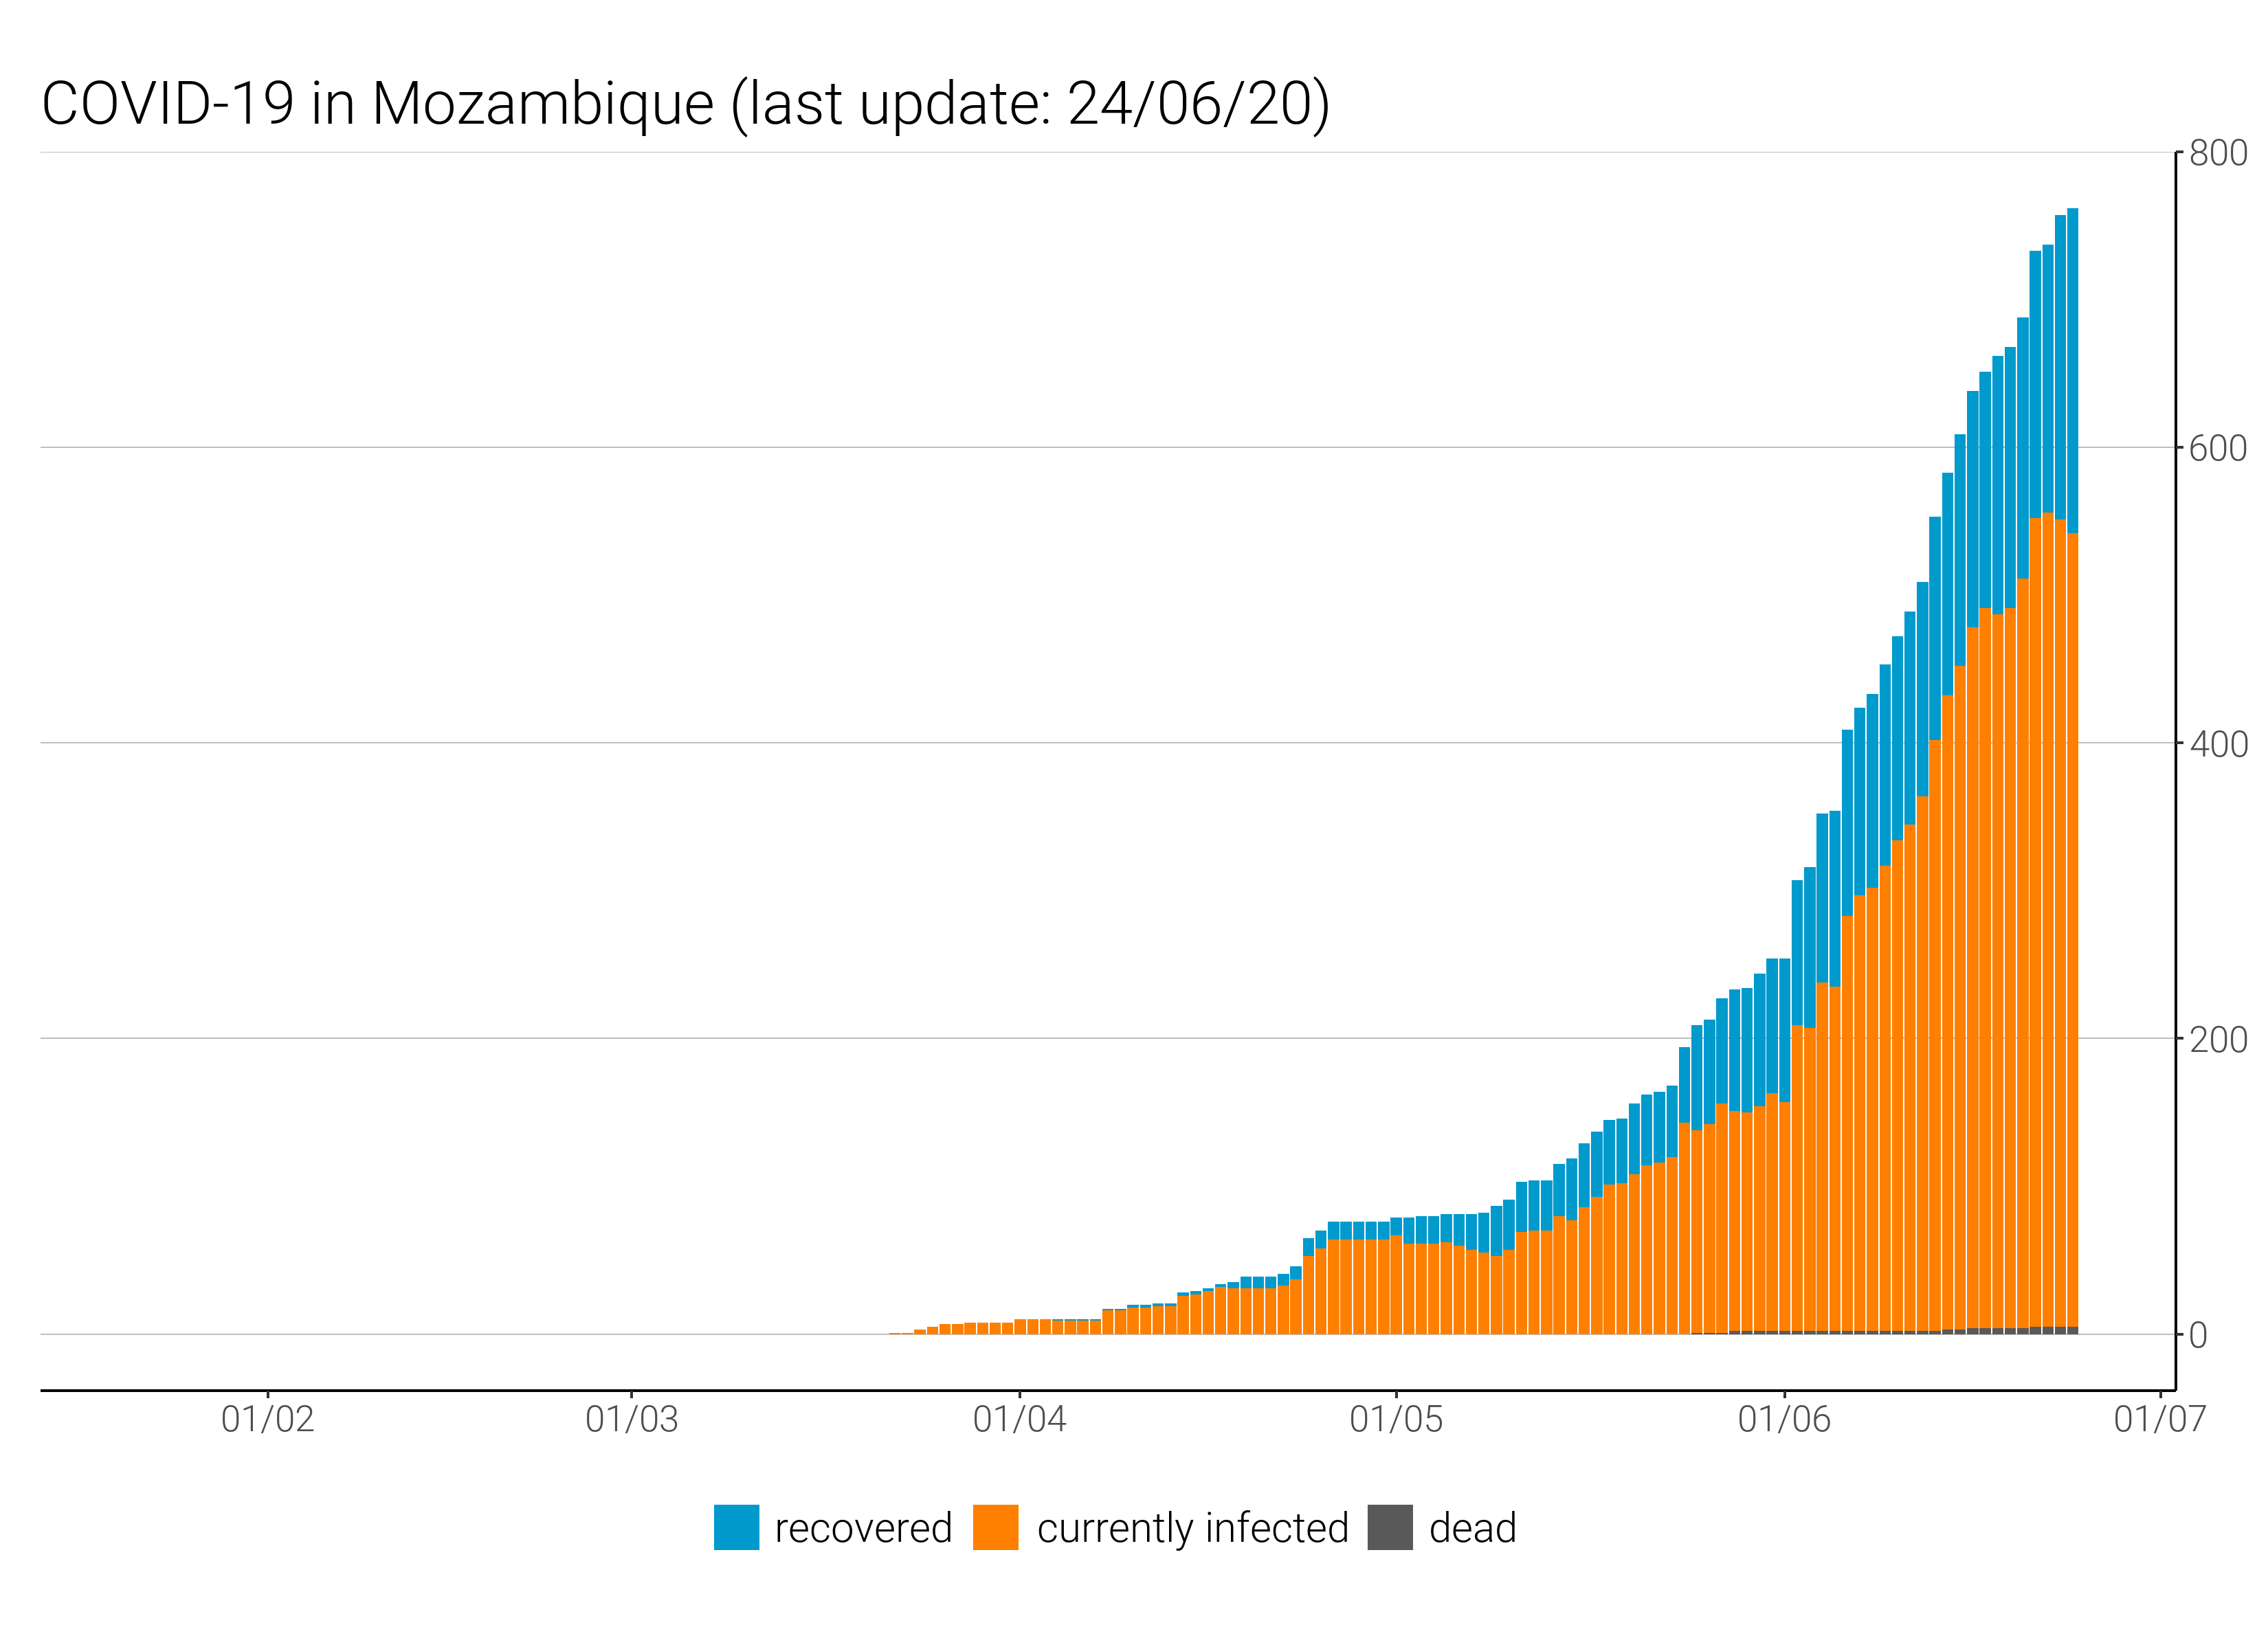 COVID-19 in Mozambique (last update: 24/06/20)
800
600
400
200
0
01/02 01/03 01/04 01/05 01/06 01/07
recovered currently infected dead